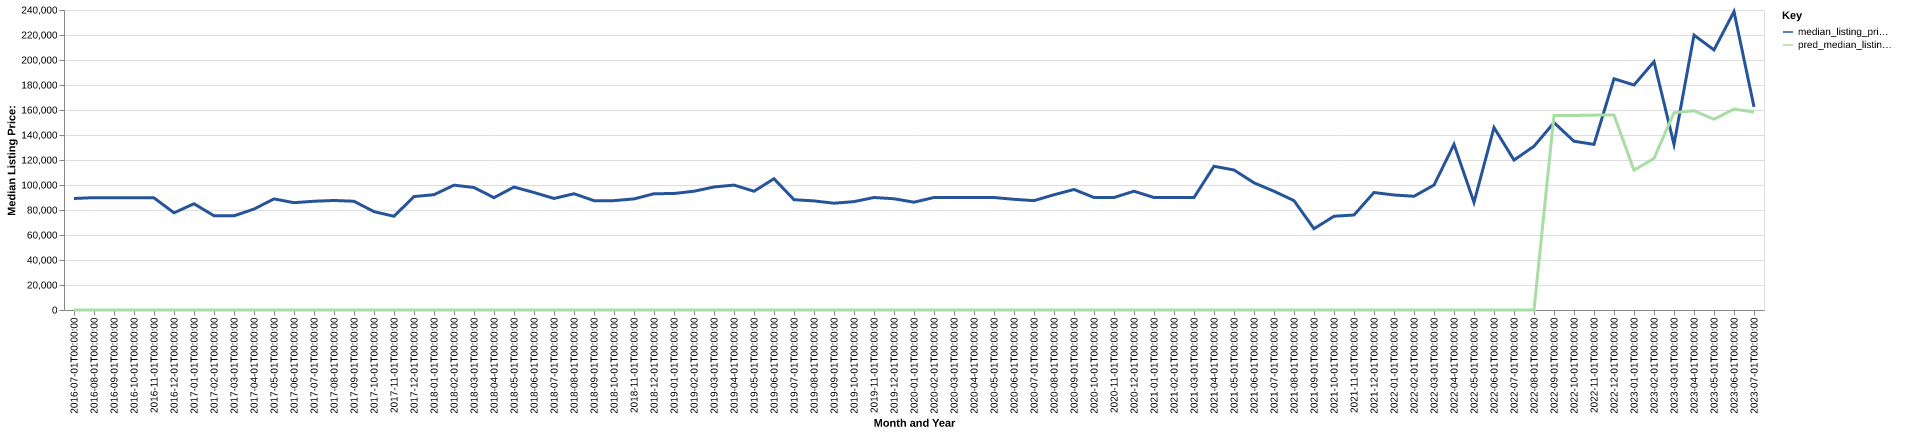 240,000
220,000
200,000
180,000
160,000
140,000
120,000
100,000
80,000
60,000
40,000
20,000
0
Median Listing Price:
2016-07-01T00:00:00
2016-08-01T00:00:00
2016-09-01T00:00:00
2016-10-01T00:00:00
2016-11-01T00:00:00
2016-12-01T00:00:00
2017-01-01T00:00:00
2017-02-01T00:00:00
2017-03-01T00:00:00
2017-04-01T00:00:00
2017-05-01T00:00:00
2017-06-01T00:00:00
2017-07-01T00:00:00
2017-08-01T00:00:00
2017-09-01T00:00:00
2017-10-01T00:00:00
2017-11-01T00:00:00
2017-12-01T00:00:00
2018-01-01T00:00:00
2018-02-01T00:00:00
2018-03-01T00:00:00
2018-04-01T00:00:00
2018-05-01T00:00:00
2018-06-01T00:00:00
2018-07-01T00:00:00
2018-08-01T00:00:00
2018-09-01T00:00:00
2018-10-01T00:00:00
2018-11-01T00:00:00
2018-12-01T00:00:00
2019-01-01T00:00:00
2019-02-01T00:00:00
2019-03-01T00:00:00
2019-04-01T00:00:00
2019-05-01T00:00:00
2019-06-01T00:00:00
2019-07-01T00:00:00
2019-08-01T00:00:00
2019-09-01T00:00:00
2019-10-01T00:00:00
2019-11-01T00:00:00
2019-12-01T00:00:00
2020-01-01T00:00:00
2020-02-01T00:00:00
2020-03-01T00:00:00
2020-04-01T00:00:00
2020-05-01T00:00:00
2020-06-01T00:00:00
2020-07-01T00:00:00
2020-08-01T00:00:00
2020-09-01T00:00:00
2020-10-01T00:00:00
2020-11-01T00:00:00
2020-12-01T00:00:00
2021-01-01T00:00:00
2021-02-01T00:00:00
2021-03-01T00:00:00
2021-04-01T00:00:00
2021-05-01T00:00:00
2021-06-01T00:00:00
2021-07-01T00:00:00
2021-08-01T00:00:00
2021-09-01T00:00:00
2021-10-01T00:00:00
2021-11-01T00:00:00
2021-12-01T00:00:00
2022-01-01T00:00:00
2022-02-01T00:00:00
2022-03-01T00:00:00
2022-04-01T00:00:00
2022-05-01T00:00:00
2022-06-01T00:00:00
2022-07-01T00:00:00
2022-08-01T00:00:00
2022-09-01T00:00:00
2022-10-01T00:00:00
2022-11-01T00:00:00
2022-12-01T00:00:00
2023-01-01T00:00:00
2023-02-01T00:00:00
2023-03-01T00:00:00
2023-04-01T00:00:00
2023-05-01T00:00:00
2023-06-01T00:00:00
2023-07-01T00:00:00
Month and Year
Key
median_listing_pri…
pred_median_listin…